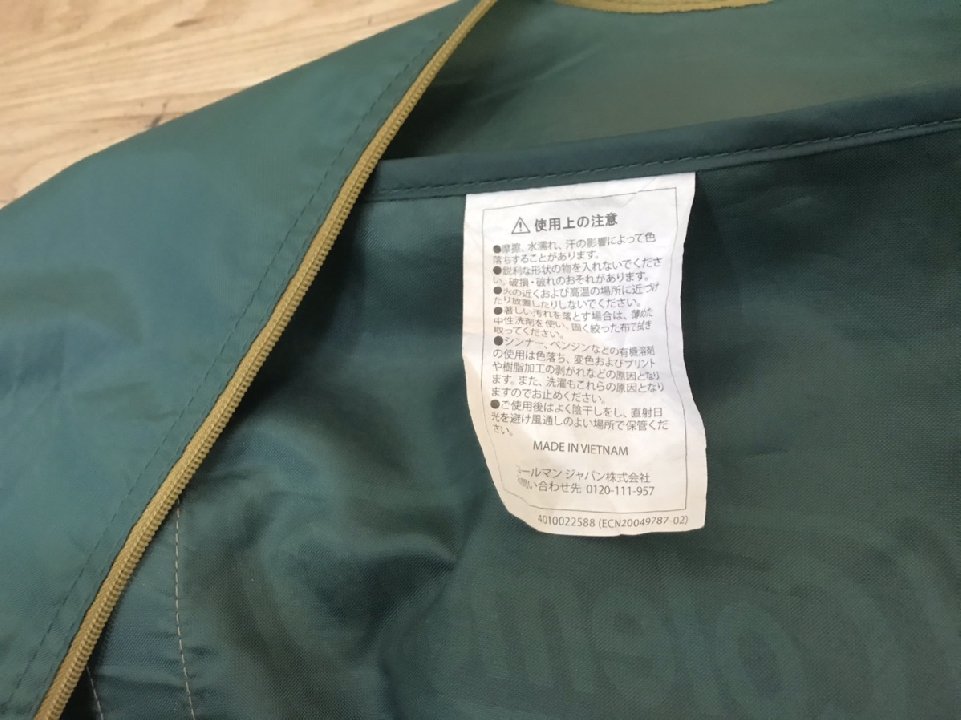 使用上の注意
●摩擦、水濡れ、汗の影響によって色
落ちすることがあります。
●鋭利な形状の物を入れないでくださ
い。破損・破れのおそれがあります。
●火の近くおよび高温の場所に近づけ
たり放置したりしないでください。
●著しい汚れを落とす場合は、薄めた
中性洗剤を使い、固く絞った布で拭き
取ってください。
●シンナー、ベンジンなどの有機溶剤
の使用は色落ち、変色およびプリント
や樹脂加工の剥がれなどの原因となり
ます。また、洗濯もこれらの原因となり
ますのでお止めください。
●ご使用後はよく陰干しをし、直射日
光を避け風通しのよい場所で保管くだ
さい。
MADE IN VIETNAM
コールマン ジャパン株式会社
お問い合わせ先 0120-111-957
4010022588 (ECN20049787-02)